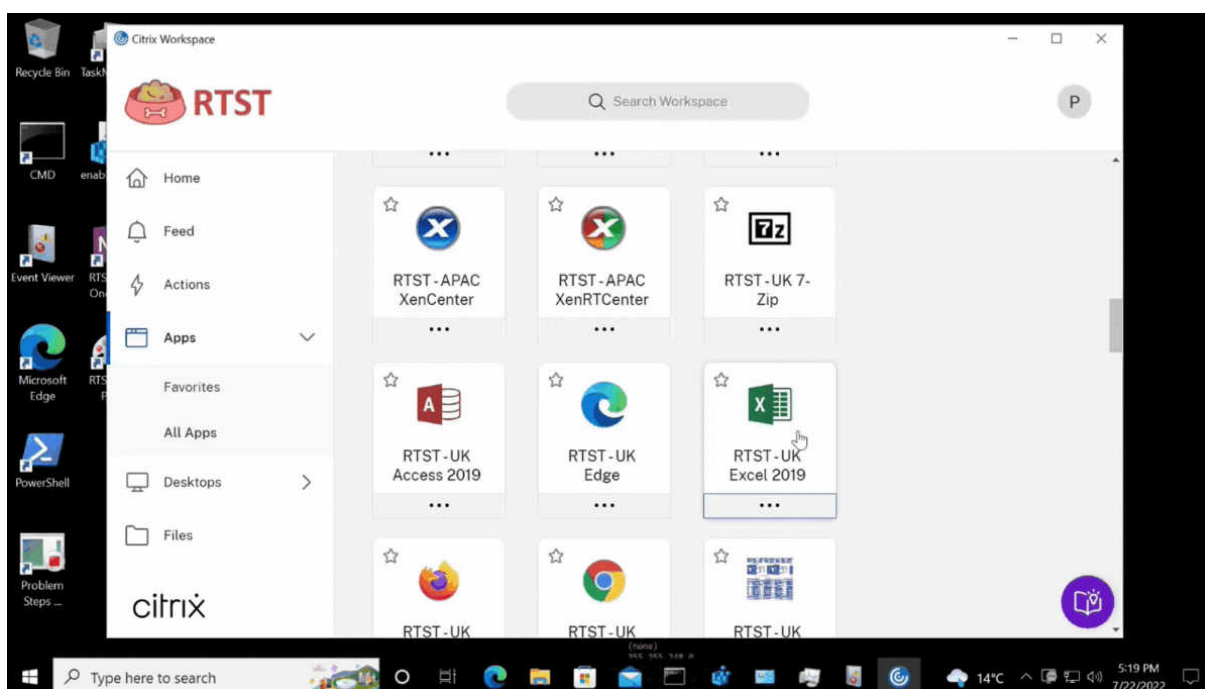 Citrix Workspace
Recycle Bin
RTST
Search Workspace
P
CMD
Home
Feed
Event Viewer
Actions
Apps
Microsoft
Edge
Favorites
All Apps
PowerShell
Desktops
Files
Problem
Steps ...
citrix
RTST-APAC
XenCenter
RTST-APAC
XenRTCenter
7z
RTST-UK 7-
Zip
A
RTST-UK
Access 2019
RTST-UK
Edge
X
RTST-UK
Excel 2019
RTST-UK
RTST-UK
RTST-UK
(none)
Type here to search
14°C
5:19 PM
7/22/2022